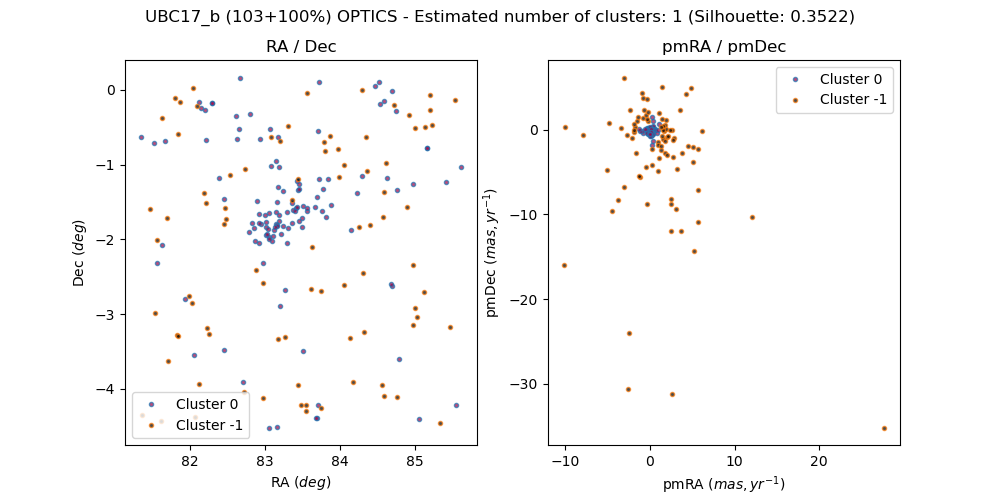 UBC17_b (103+100%) OPTICS - Estimated number of clusters: 1 (Silhouette: 0.3522)
RA / Dec
pmRA / pmDec
Dec (deg)
0
−1
−2
−3
−4
82
83
84
85
RA (deg)
Cluster 0
Cluster -1
pmDec (mas, yr⁻¹)
0
−10
−20
−30
−10
0
10
20
pmRA (mas, yr⁻¹)
Cluster 0
Cluster -1